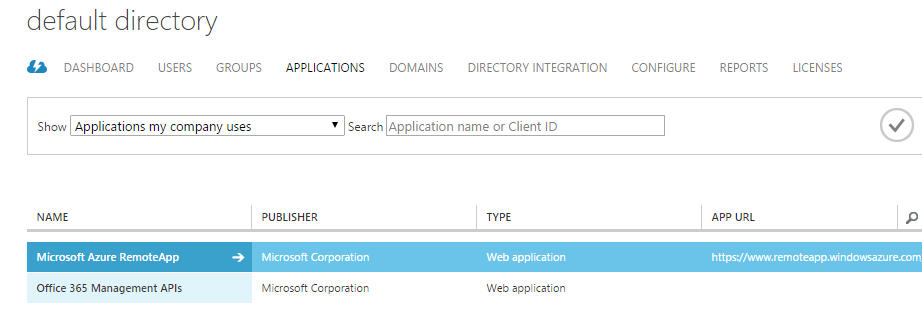 default directory
DASHBOARD USERS GROUPS APPLICATIONS DOMAINS DIRECTORY INTEGRATION CONFIGURE REPORTS LICENSES
Show Applications my company uses Search Application name or Client ID
NAME PUBLISHER TYPE APP URL
Microsoft Azure RemoteApp Microsoft Corporation Web application https://www.remoteapp.windowsazure.com
Office 365 Management APIs Microsoft Corporation Web application